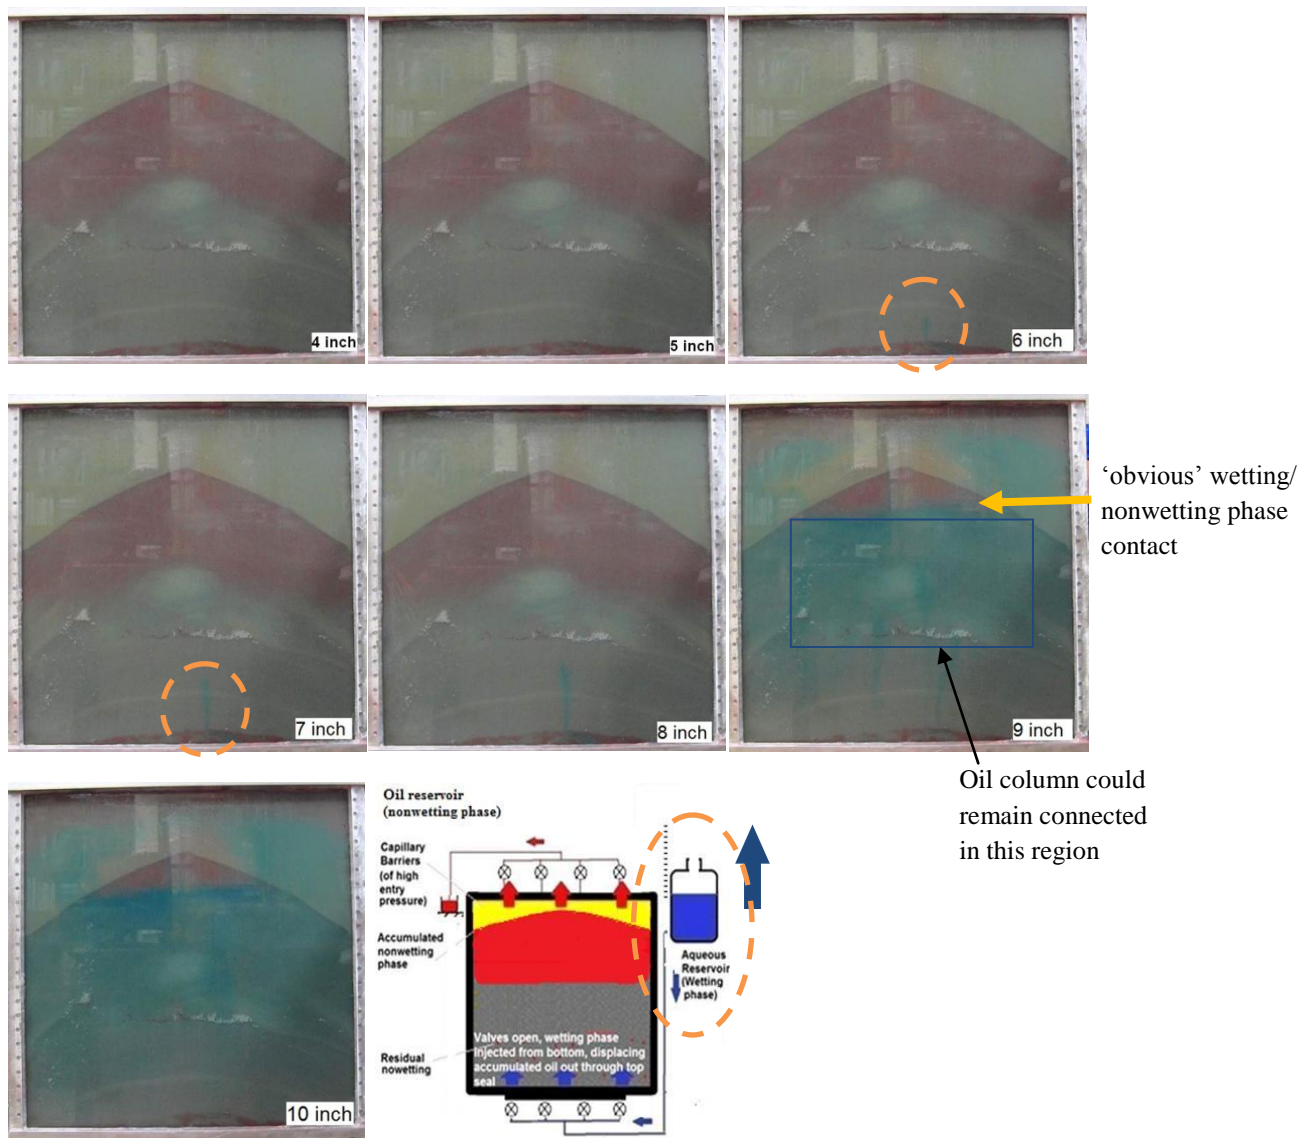 4 inch
5 inch
6 inch
7 inch
8 inch
9 inch
‘obvious’ wetting/
nonwetting phase
contact
Oil column could
remain connected
in this region
10 inch
Oil reservoir
(nonwetting phase)
Capillary
Barriers
(of high
entry
pressure)
Accumulated
nonwetting
phase
Aqueous
Reservoir
(Wetting
phase)
Residual
nowetting
Valves open, wetting phase
Injected from bottom, displacing
accumulated oil out through top
seal